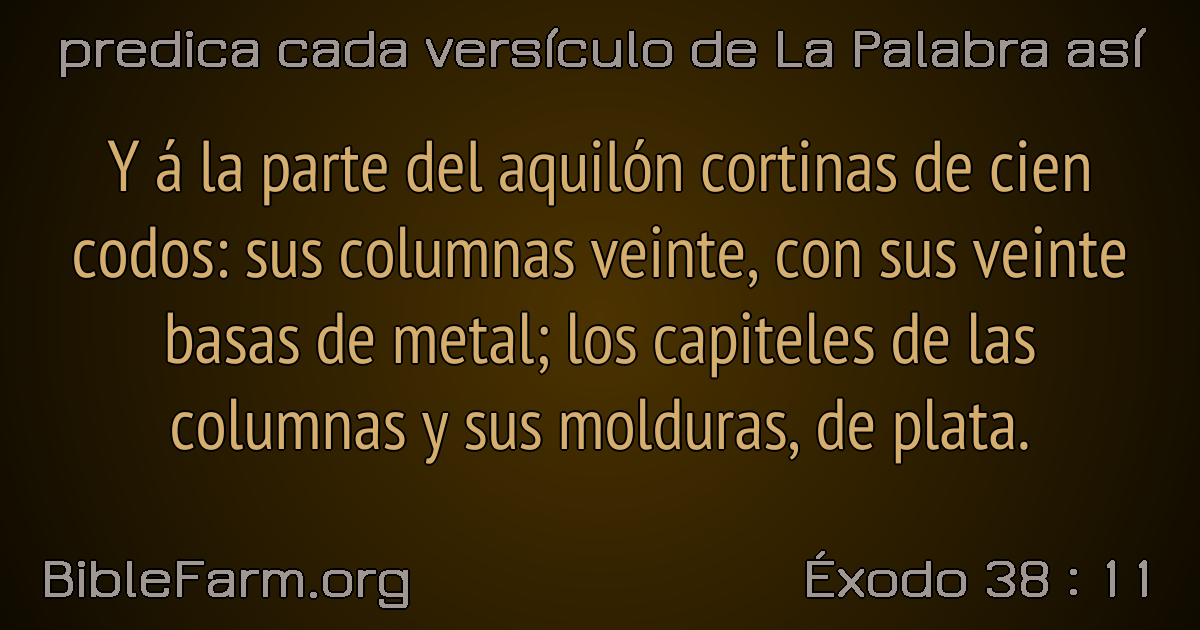 predica cada versículo de La Palabra así
Y á la parte del aquilón cortinas de cien
codos: sus columnas veinte, con sus veinte
basas de metal; los capiteles de las
columnas y sus molduras, de plata.
BibleFarm.org
Éxodo 38 : 11